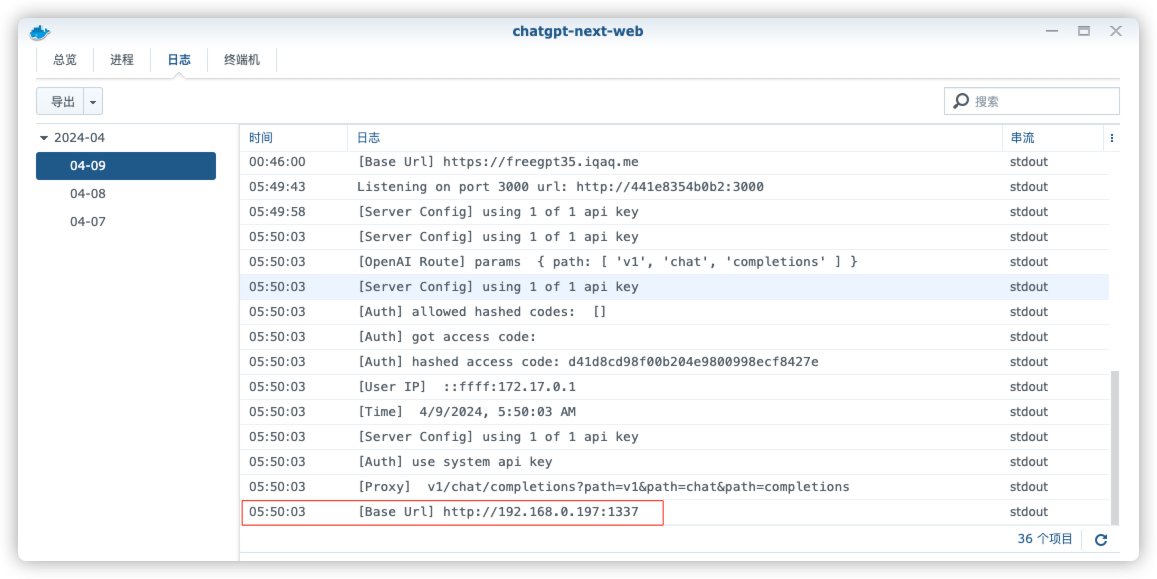 chatgpt-next-web
总览 进程 日志 终端机
导出 搜索
2024-04
04-09
04-08
04-07
时间 日志 串流
00:46:00 [Base Url] https://freegpt35.iqaq.me stdout
05:49:43 Listening on port 3000 url: http://441e8354b0b2:3000 stdout
05:49:58 [Server Config] using 1 of 1 api key stdout
05:50:03 [Server Config] using 1 of 1 api key stdout
05:50:03 [OpenAI Route] params  { path: [ 'v1', 'chat', 'completions' ] } stdout
05:50:03 [Server Config] using 1 of 1 api key stdout
05:50:03 [Auth] allowed hashed codes:  [] stdout
05:50:03 [Auth] got access code: stdout
05:50:03 [Auth] hashed access code: d41d8cd98f00b204e9800998ecf8427e stdout
05:50:03 [User IP]  ::ffff:172.17.0.1 stdout
05:50:03 [Time]  4/9/2024, 5:50:03 AM stdout
05:50:03 [Server Config] using 1 of 1 api key stdout
05:50:03 [Auth] use system api key stdout
05:50:03 [Proxy]  v1/chat/completions?path=v1&path=chat&path=completions stdout
05:50:03 [Base Url] http://192.168.0.197:1337 stdout
36 个项目